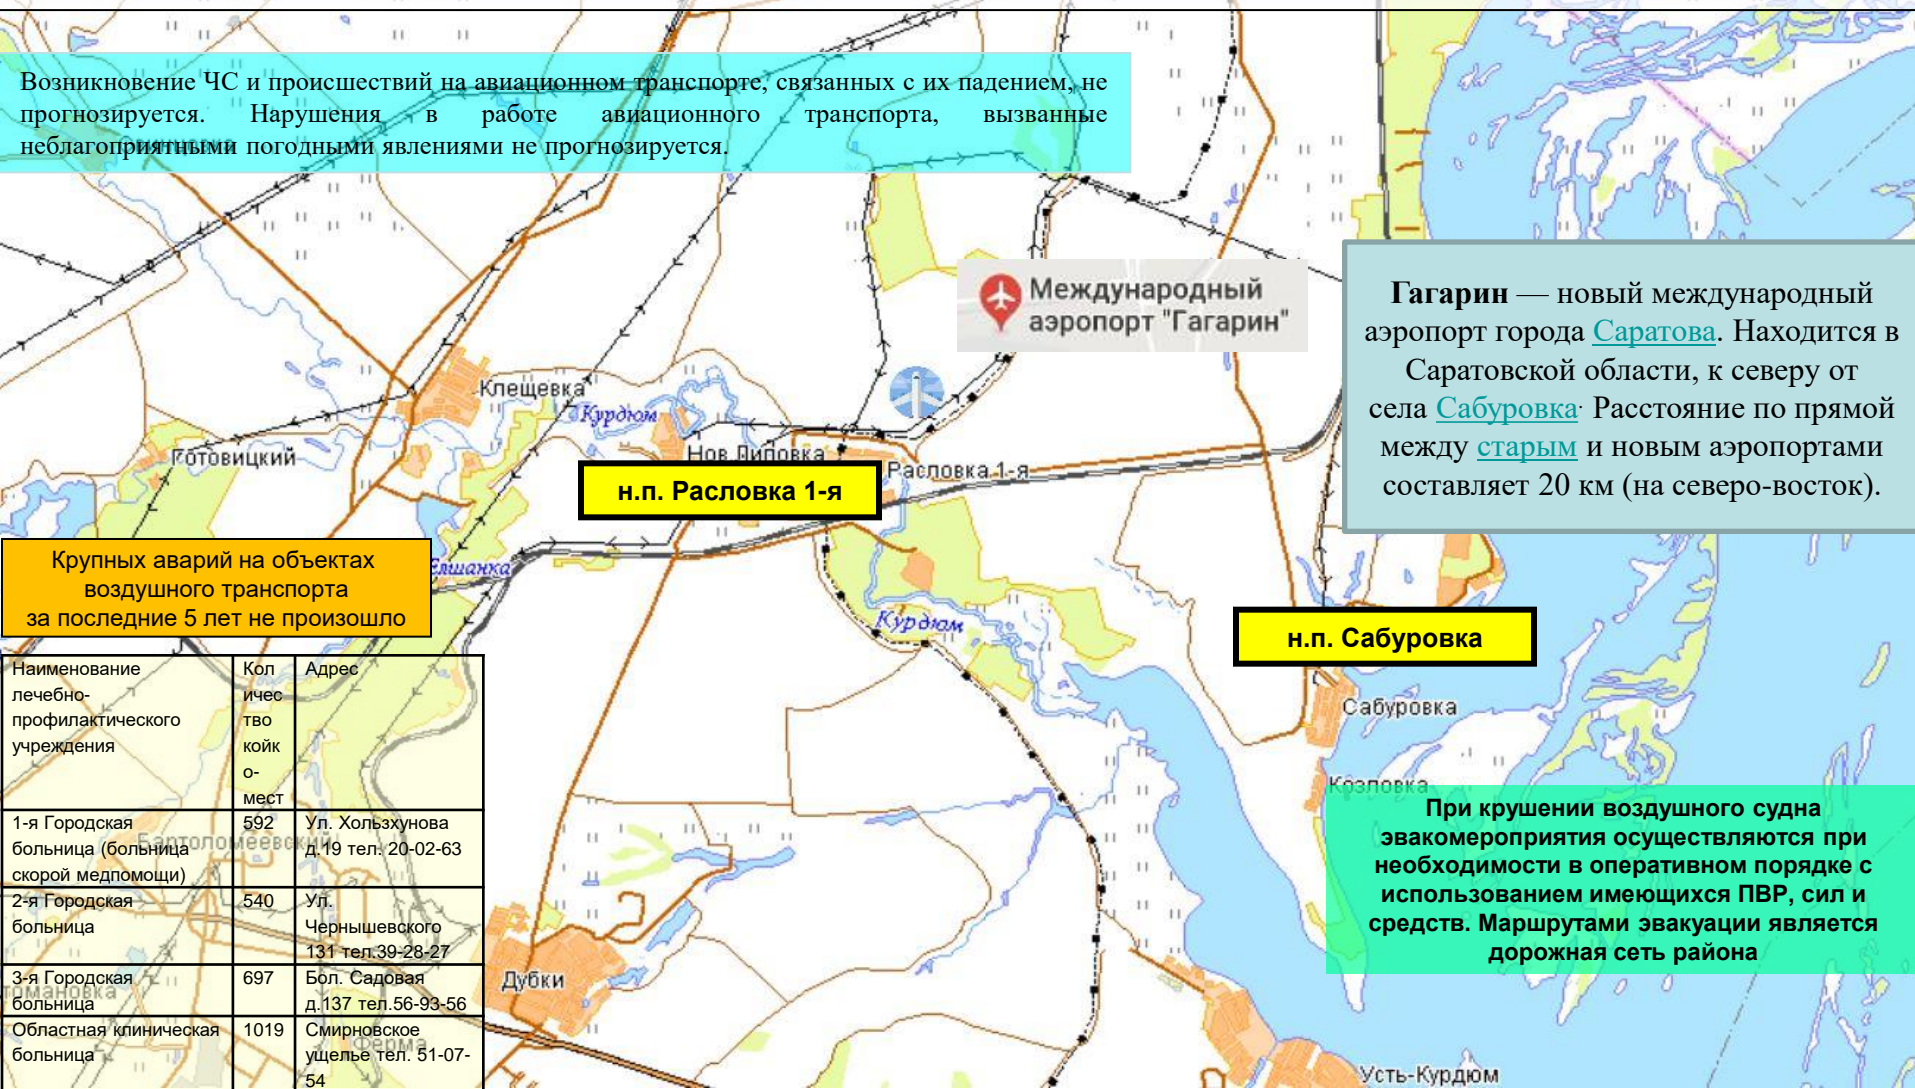 Возникновение ЧС и происшествий на авиационном транспорте, связанных с их падением, не
прогнозируется. Нарушения в работе авиационного транспорта, вызванные
неблагоприятными погодными явлениями не прогнозируется.
Международный
аэропорт "Гагарин"
Гагарин — новый международный
аэропорт города Саратова. Находится в
Саратовской области, к северу от
села Сабуровка. Расстояние по прямой
между старым и новым аэропортами
составляет 20 км (на северо-восток).
Клещевка
Курдюм
Готовицкий
Нов.Липовка
Расловка 1-я
н.п. Расловка 1-я
Елшанка
Крупных аварий на объектах
воздушного транспорта
за последние 5 лет не произошло
Курдюм
н.п. Сабуровка
Сабуровка
Козловка
При крушении воздушного судна
эвакомероприятия осуществляются при
необходимости в оперативном порядке с
использованием имеющихся ПВР, сил и
средств. Маршрутами эвакуации является
дорожная сеть района
Наименование
лечебно-
профилактического
учреждения
Кол
ичес
тво
койк
о-
мест
Адрес
1-я Городская
больница (больница
скорой медпомощи)
592
Ул. Хользхунова
д.19 тел. 20-02-63
Бартоломеевский
2-я Городская
больница
540
Ул.
Чернышевского
131 тел.39-28-27
3-я Городская
больница
697
Бол. Садовая
д.137 тел.56-93-56
Областная клиническая
больница
1019
Смирновское
ущелье тел. 51-07-
54
Ферма
Дубки
Усть-Курдюм